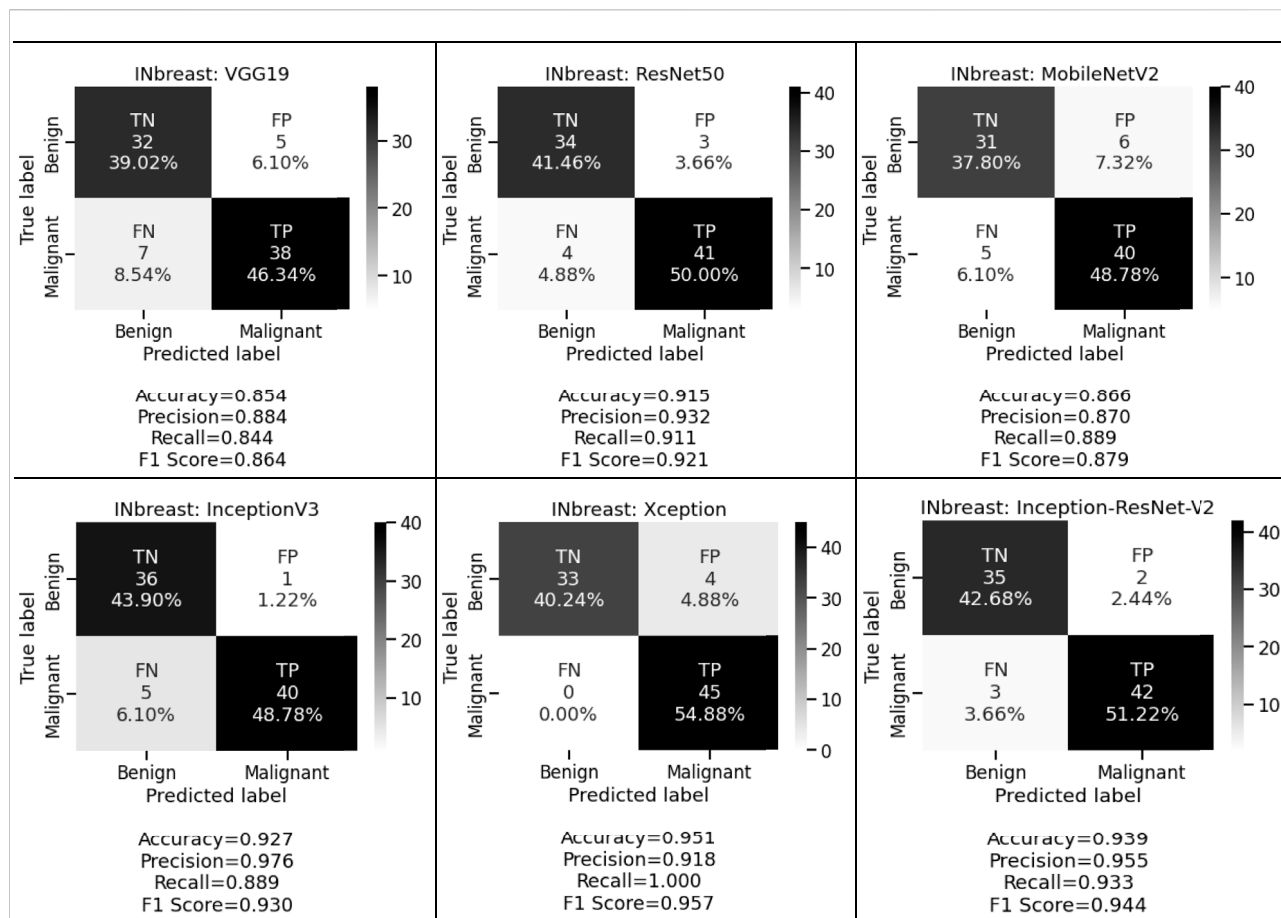 INbreast: VGG19
TN
32
39.02%
FP
5
6.10%
FN
7
8.54%
TP
38
46.34%
Benign
Malignant
True label
Benign
Malignant
Predicted label
30
20
10
Accuracy=0.854
Precision=0.884
Recall=0.844
F1 Score=0.864
INbreast: ResNet50
TN
34
41.46%
FP
3
3.66%
FN
4
4.88%
TP
41
50.00%
Benign
Malignant
True label
Benign
Malignant
Predicted label
40
30
20
10
Accuracy=0.915
Precision=0.932
Recall=0.911
F1 Score=0.921
INbreast: MobileNetV2
TN
31
37.80%
FP
6
7.32%
FN
5
6.10%
TP
40
48.78%
Benign
Malignant
True label
Benign
Malignant
Predicted label
40
30
20
10
Accuracy=0.866
Precision=0.870
Recall=0.889
F1 Score=0.879
INbreast: InceptionV3
TN
36
43.90%
FP
1
1.22%
FN
5
6.10%
TP
40
48.78%
Benign
Malignant
True label
Benign
Malignant
Predicted label
40
30
20
10
Accuracy=0.927
Precision=0.976
Recall=0.889
F1 Score=0.930
INbreast: Xception
TN
33
40.24%
FP
4
4.88%
FN
0
0.00%
TP
45
54.88%
Benign
Malignant
True label
Benign
Malignant
Predicted label
40
30
20
10
0
Accuracy=0.951
Precision=0.918
Recall=1.000
F1 Score=0.957
INbreast: Inception-ResNet-V2
TN
35
42.68%
FP
2
2.44%
FN
3
3.66%
TP
42
51.22%
Benign
Malignant
True label
Benign
Malignant
Predicted label
40
30
20
10
Accuracy=0.939
Precision=0.955
Recall=0.933
F1 Score=0.944